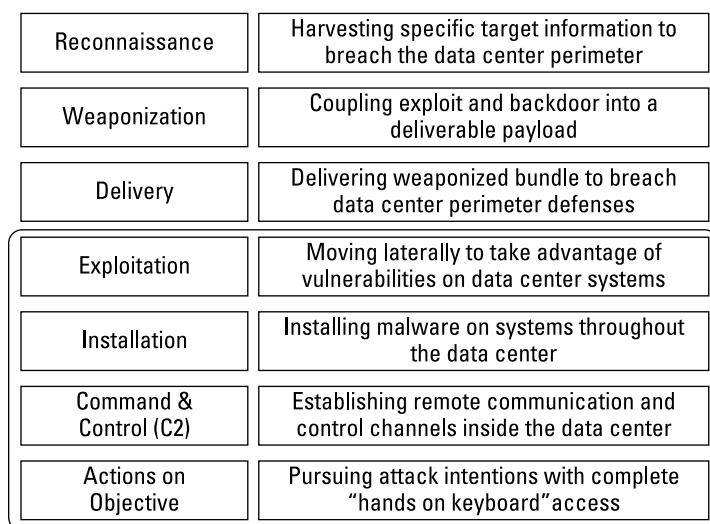 Reconnaissance
Harvesting specific target information to
breach the data center perimeter
Weaponization
Coupling exploit and backdoor into a
deliverable payload
Delivery
Delivering weaponized bundle to breach
data center perimeter defenses
Exploitation
Moving laterally to take advantage of
vulnerabilities on data center systems
Installation
Installing malware on systems throughout
the data center
Command &
Control (C2)
Establishing remote communication and
control channels inside the data center
Actions on
Objective
Pursuing attack intentions with complete
“hands on keyboard” access